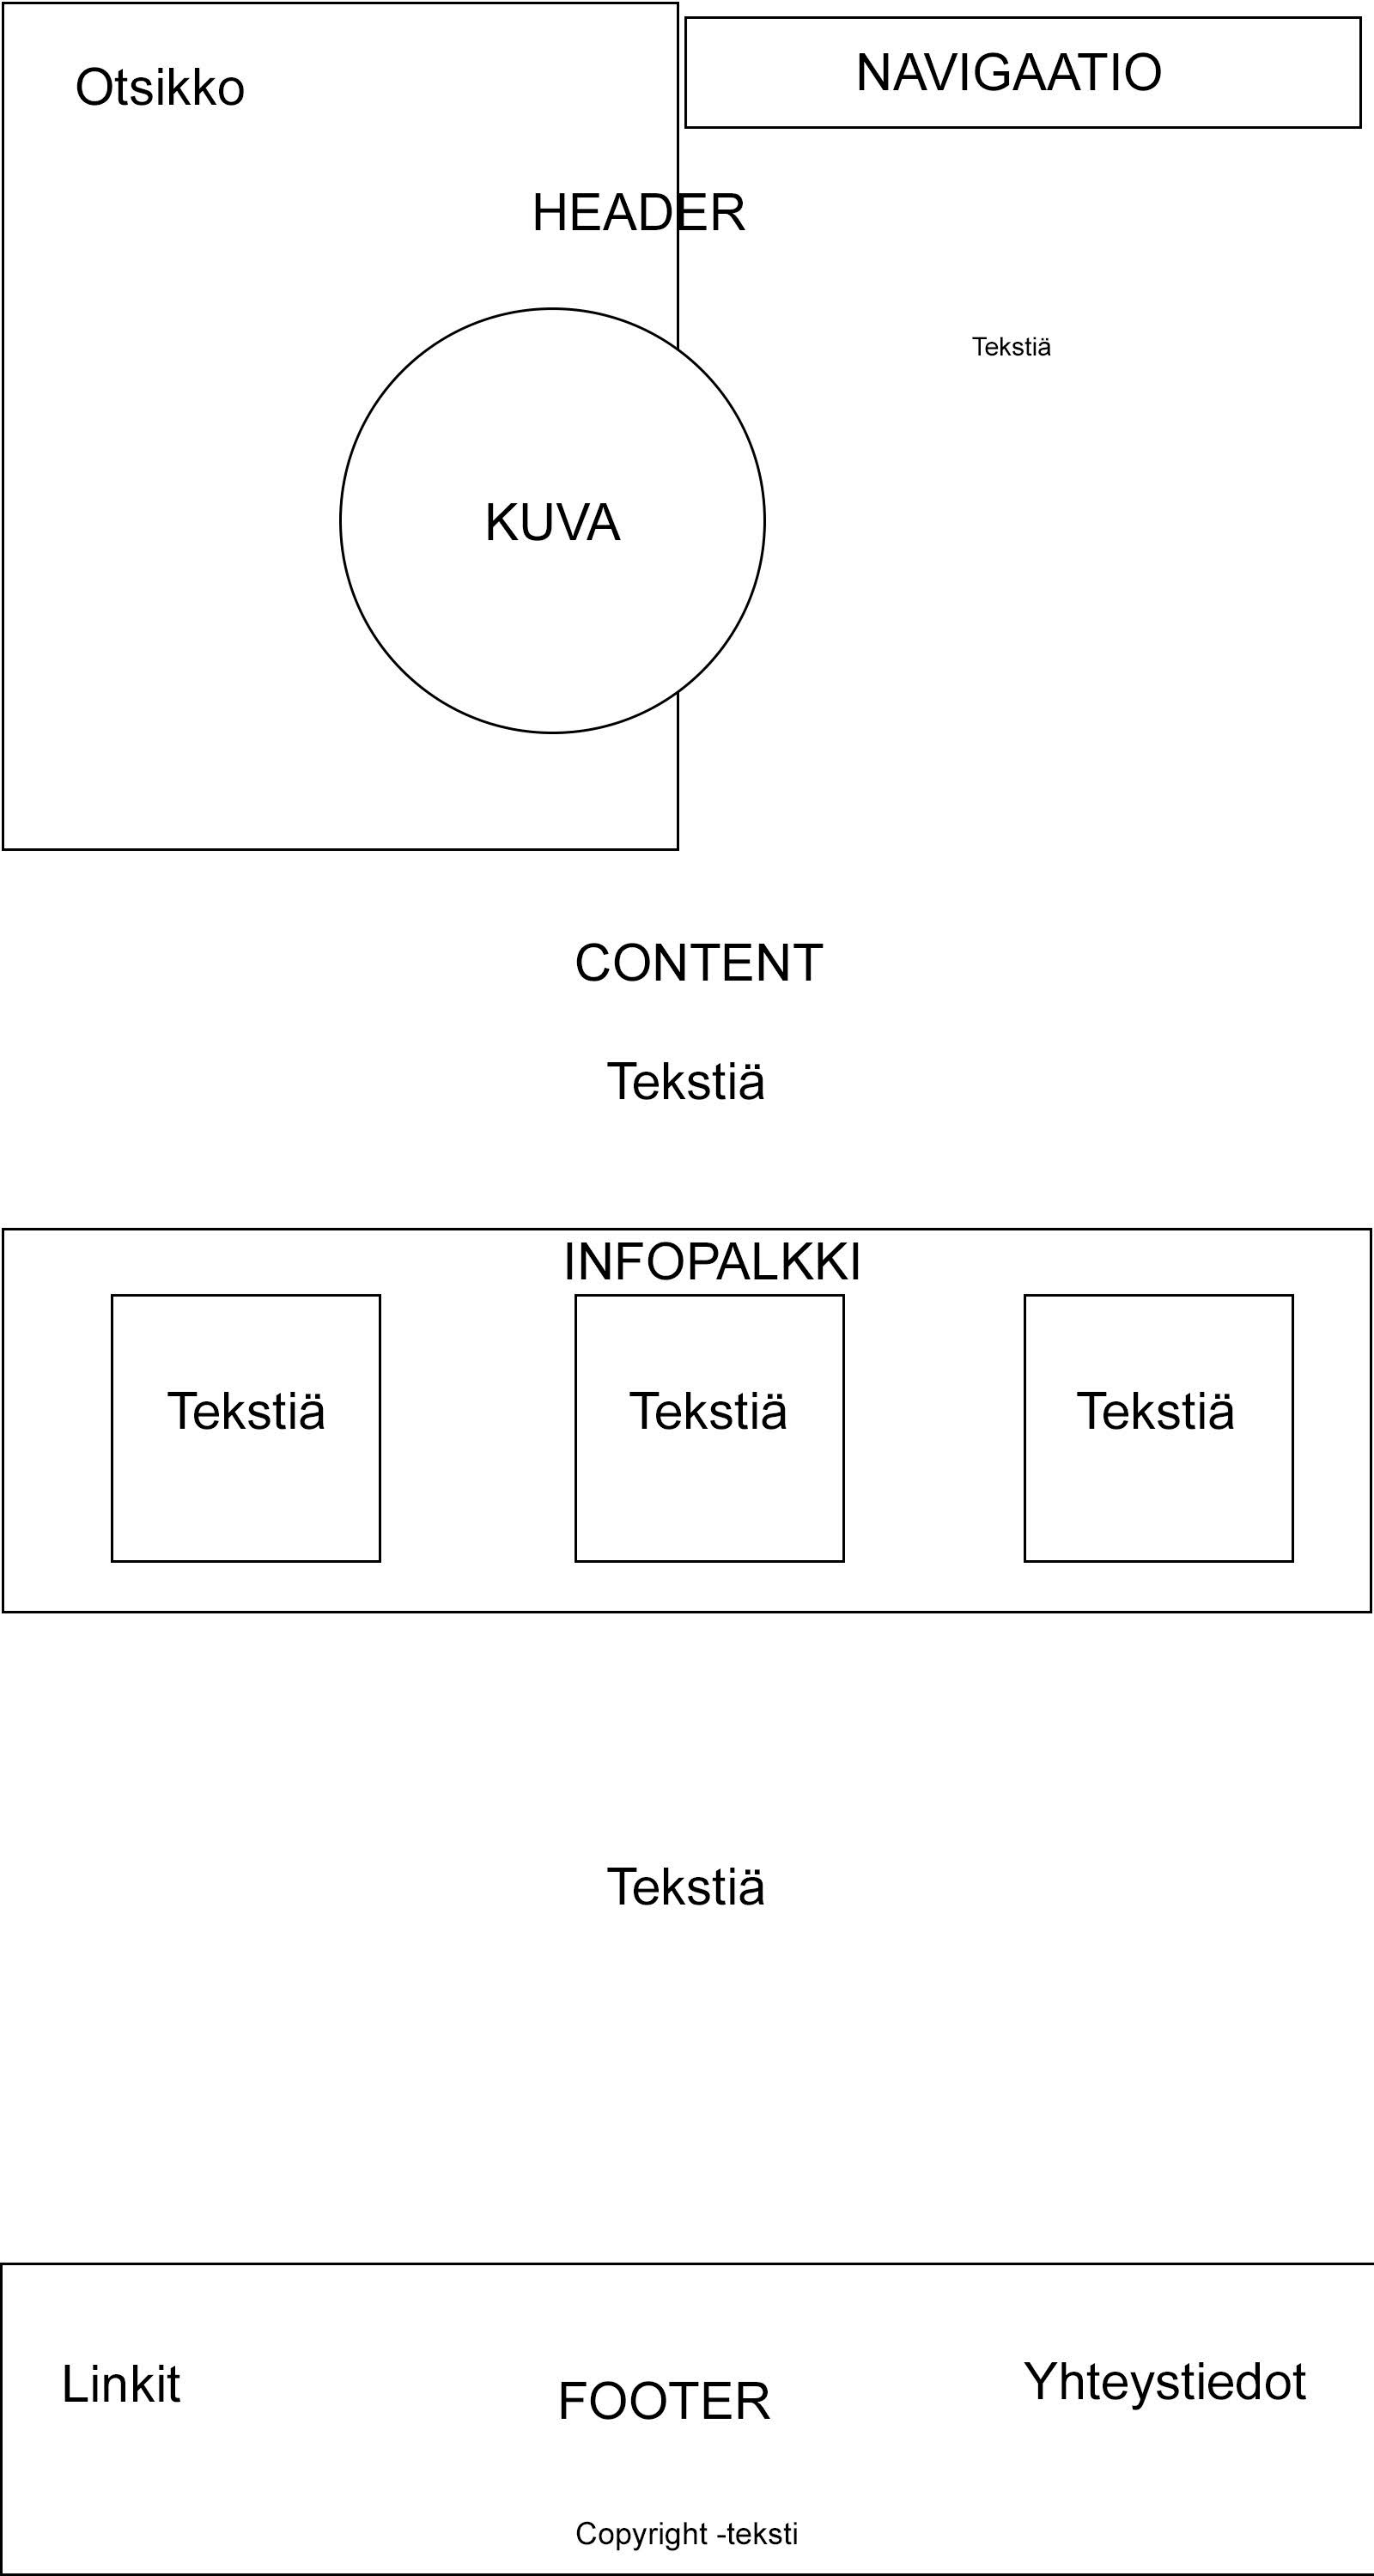 Otsikko
NAVIGAATIO
HEADER
Tekstiä
KUVA
CONTENT
Tekstiä
INFOPALKKI
Tekstiä
Tekstiä
Tekstiä
Tekstiä
Linkit
FOOTER
Yhteystiedot
Copyright -teksti